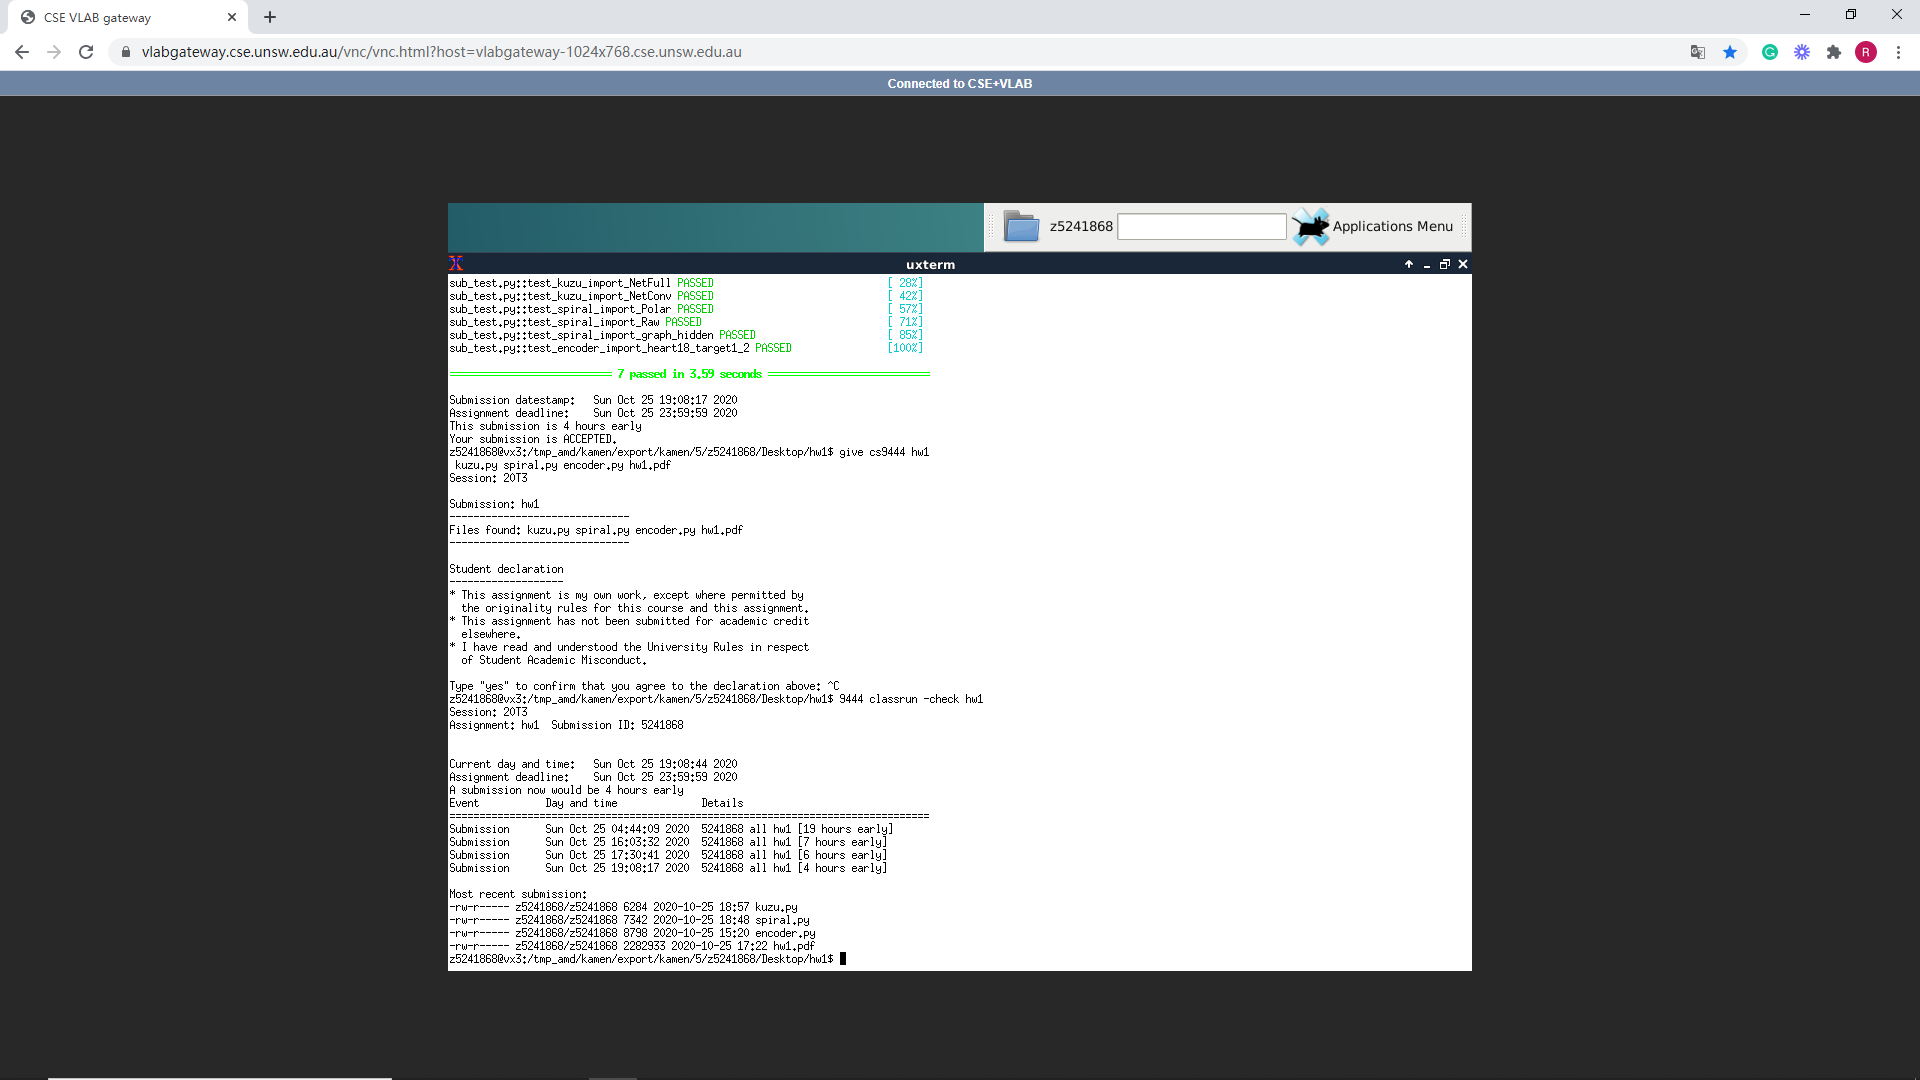 CSE VLAB gateway
vlabgateway.cse.unsw.edu.au/vnc/vnc.html?host=vlabgateway-1024x768.cse.unsw.edu.au
R
Connected to CSE+VLAB
z5241868
Applications Menu
uxterm
sub_test.py::test_kuzu_import_NetFull PASSED [ 28%]
sub_test.py::test_kuzu_import_NetConv PASSED [ 42%]
sub_test.py::test_spiral_import_Polar PASSED [ 57%]
sub_test.py::test_spiral_import_Raw PASSED [ 71%]
sub_test.py::test_spiral_import_graph_hidden PASSED [ 85%]
sub_test.py::test_encoder_import_heart18_target1_2 PASSED [100%]
=========================== 7 passed in 3.59 seconds ===========================
Submission datestamp: Sun Oct 25 19:08:17 2020
Assignment deadline: Sun Oct 25 23:59:59 2020
This submission is 4 hours early
Your submission is ACCEPTED.
z5241868@vx3:/tmp_amd/kamen/export/kamen/5/z5241868/Desktop/hw1$ give cs9444 hw1
kuzu.py spiral.py encoder.py hw1.pdf
Session: 20T3
Submission: hw1
------------------------------
Files found: kuzu.py spiral.py encoder.py hw1.pdf
------------------------------
Student declaration
-------------------
* This assignment is my own work, except where permitted by
the originality rules for this course and this assignment.
* This assignment has not been submitted for academic credit
elsewhere.
* I have read and understood the University Rules in respect
of Student Academic Misconduct.
Type "yes" to confirm that you agree to the declaration above: ^C
z5241868@vx3:/tmp_amd/kamen/export/kamen/5/z5241868/Desktop/hw1$ 9444 classrun -check hw1
Session: 20T3
Assignment: hw1 Submission ID: 5241868
Current day and time: Sun Oct 25 19:08:44 2020
Assignment deadline: Sun Oct 25 23:59:59 2020
A submission now would be 4 hours early
Event Day and time Details
================================================================================
Submission Sun Oct 25 04:44:09 2020 5241868 all hw1 [19 hours early]
Submission Sun Oct 25 16:03:32 2020 5241868 all hw1 [7 hours early]
Submission Sun Oct 25 17:30:41 2020 5241868 all hw1 [6 hours early]
Submission Sun Oct 25 19:08:17 2020 5241868 all hw1 [4 hours early]
Most recent submission:
-rw-r----- z5241868/z5241868 6284 2020-10-25 18:57 kuzu.py
-rw-r----- z5241868/z5241868 7342 2020-10-25 18:48 spiral.py
-rw-r----- z5241868/z5241868 8798 2020-10-25 15:20 encoder.py
-rw-r----- z5241868/z5241868 2282933 2020-10-25 17:22 hw1.pdf
z5241868@vx3:/tmp_amd/kamen/export/kamen/5/z5241868/Desktop/hw1$